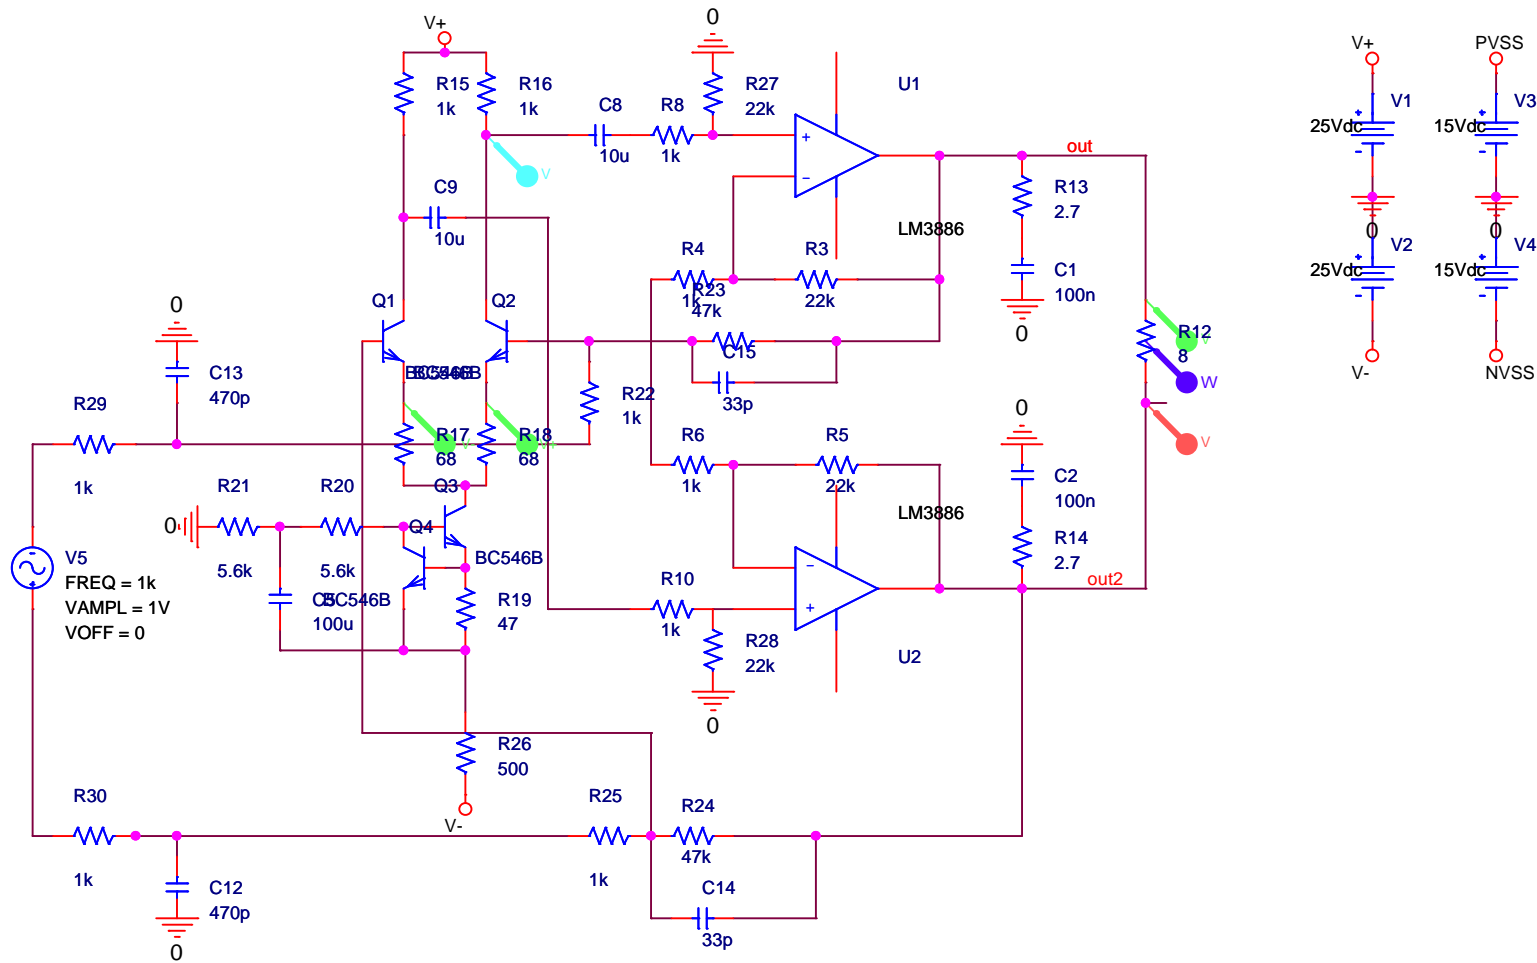 V+
R15
1k
R16
1k
C8
10u
R8
1k
0
R27
22k
U1
+
−
LM3886
out
R13
2.7
C1
100n
0
V+
V1
25Vdc
0
V2
25Vdc
V-
PVSS
V3
15Vdc
0
V4
15Vdc
NVSS
V
C9
10u
R4
1k
R3
22k
R23
47k
C15
33p
Q1
Q2
BC546B
BC546B
R22
1k
R12
8
V
W
V
0
C13
470p
R29
1k
R17
68
V-
R18
68
V+
R6
1k
R5
22k
0
C2
100n
R14
2.7
out2
LM3886
−
+
U2
Q3
BC546B
Q4
BC546B
0
R21
5.6k
R20
5.6k
C5
100u
R19
47
V5
FREQ = 1k
VAMPL = 1V
VOFF = 0
R10
1k
R28
22k
0
R26
500
V-
R30
1k
C12
470p
0
R25
1k
R24
47k
C14
33p